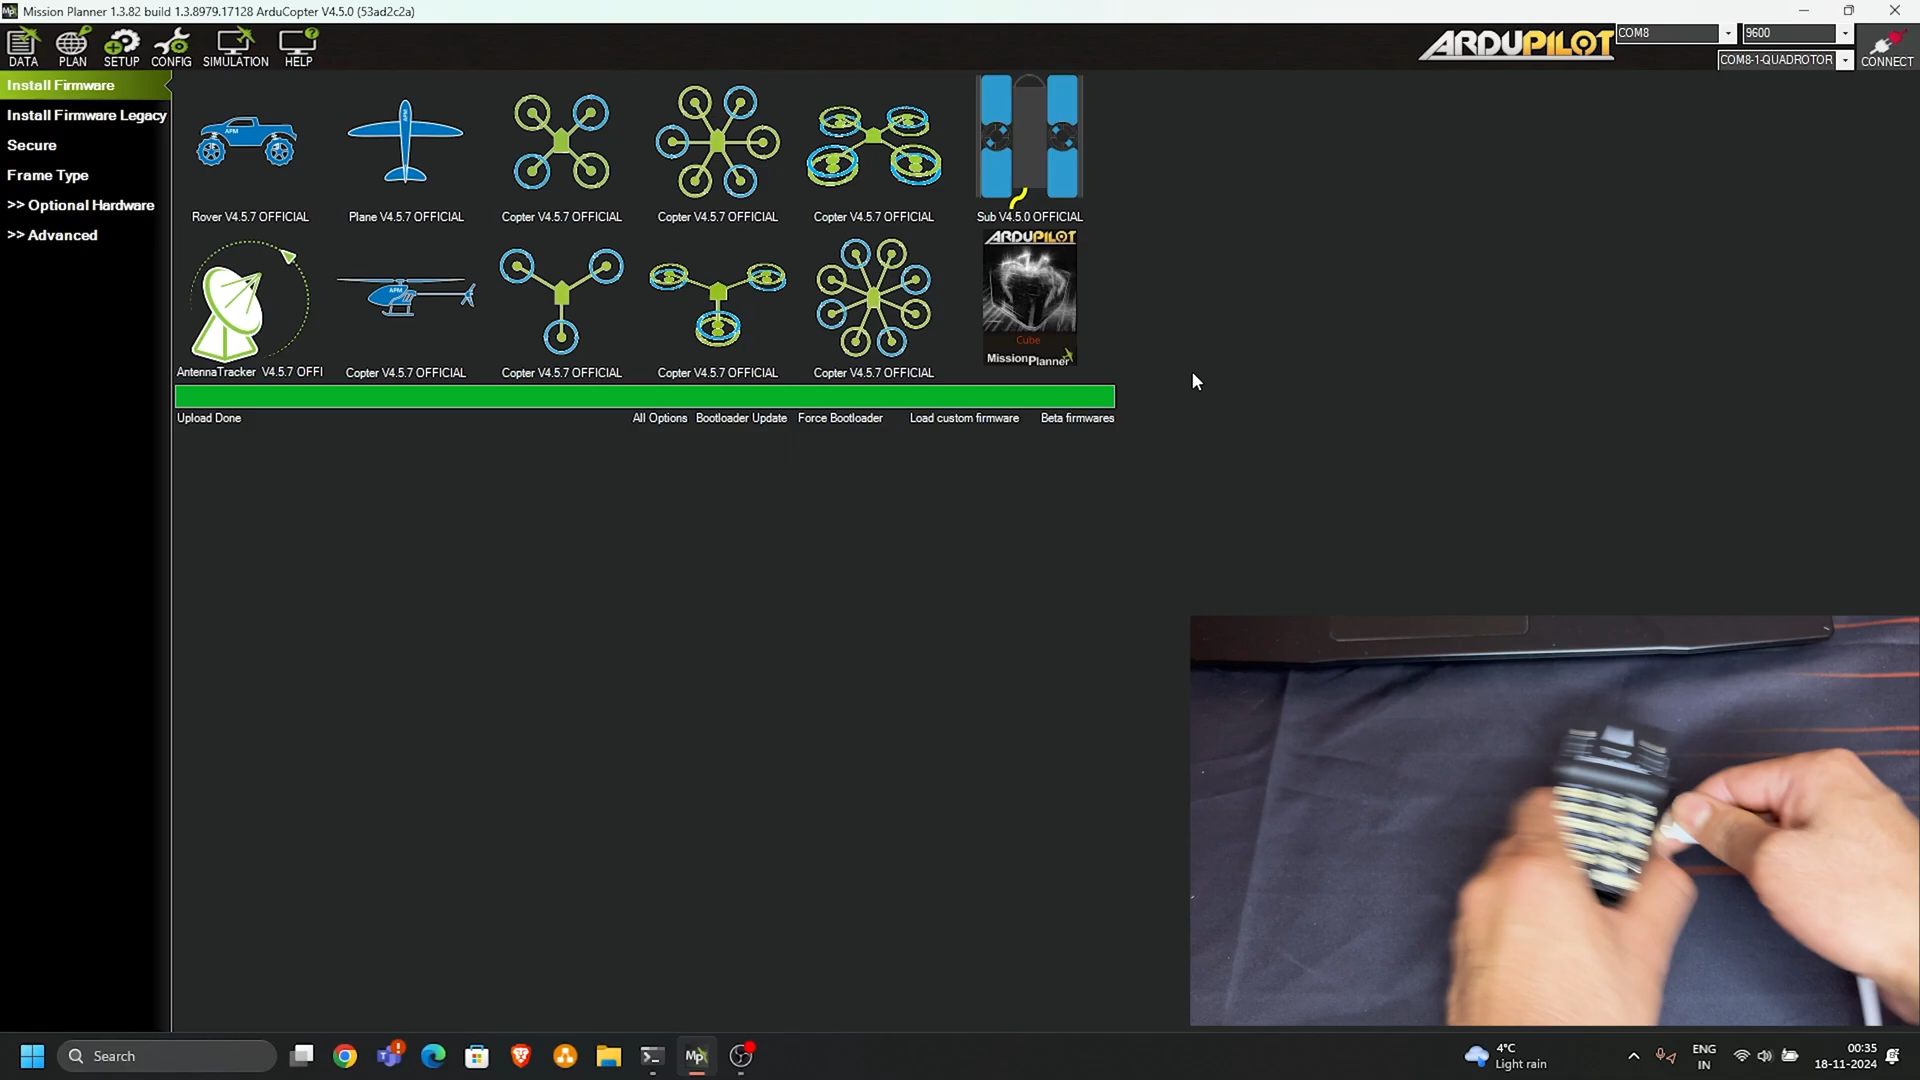 Mission Planner 1.3.82 build 1.3.8979.17128 ArduCopter V4.5.0 (53ad2c2a)
DATA PLAN SETUP CONFIG SIMULATION HELP
ARDUPILOT
COM8 9600
COM8-1-QUADROTOR
CONNECT
Install Firmware
Install Firmware Legacy
Secure
Frame Type
>> Optional Hardware
>> Advanced
APM
APM
Rover V4.5.7 OFFICIAL Plane V4.5.7 OFFICIAL Copter V4.5.7 OFFICIAL Copter V4.5.7 OFFICIAL Copter V4.5.7 OFFICIAL Sub V4.5.0 OFFICIAL
APM
ARDUPILOT
Cube
Mission Planner
AntennaTracker V4.5.7 OFFI Copter V4.5.7 OFFICIAL Copter V4.5.7 OFFICIAL Copter V4.5.7 OFFICIAL Copter V4.5.7 OFFICIAL
Upload Done All Options Bootloader Update Force Bootloader Load custom firmware Beta firmwares
Search
4°C
Light rain
ENG
IN
00:35
18-11-2024